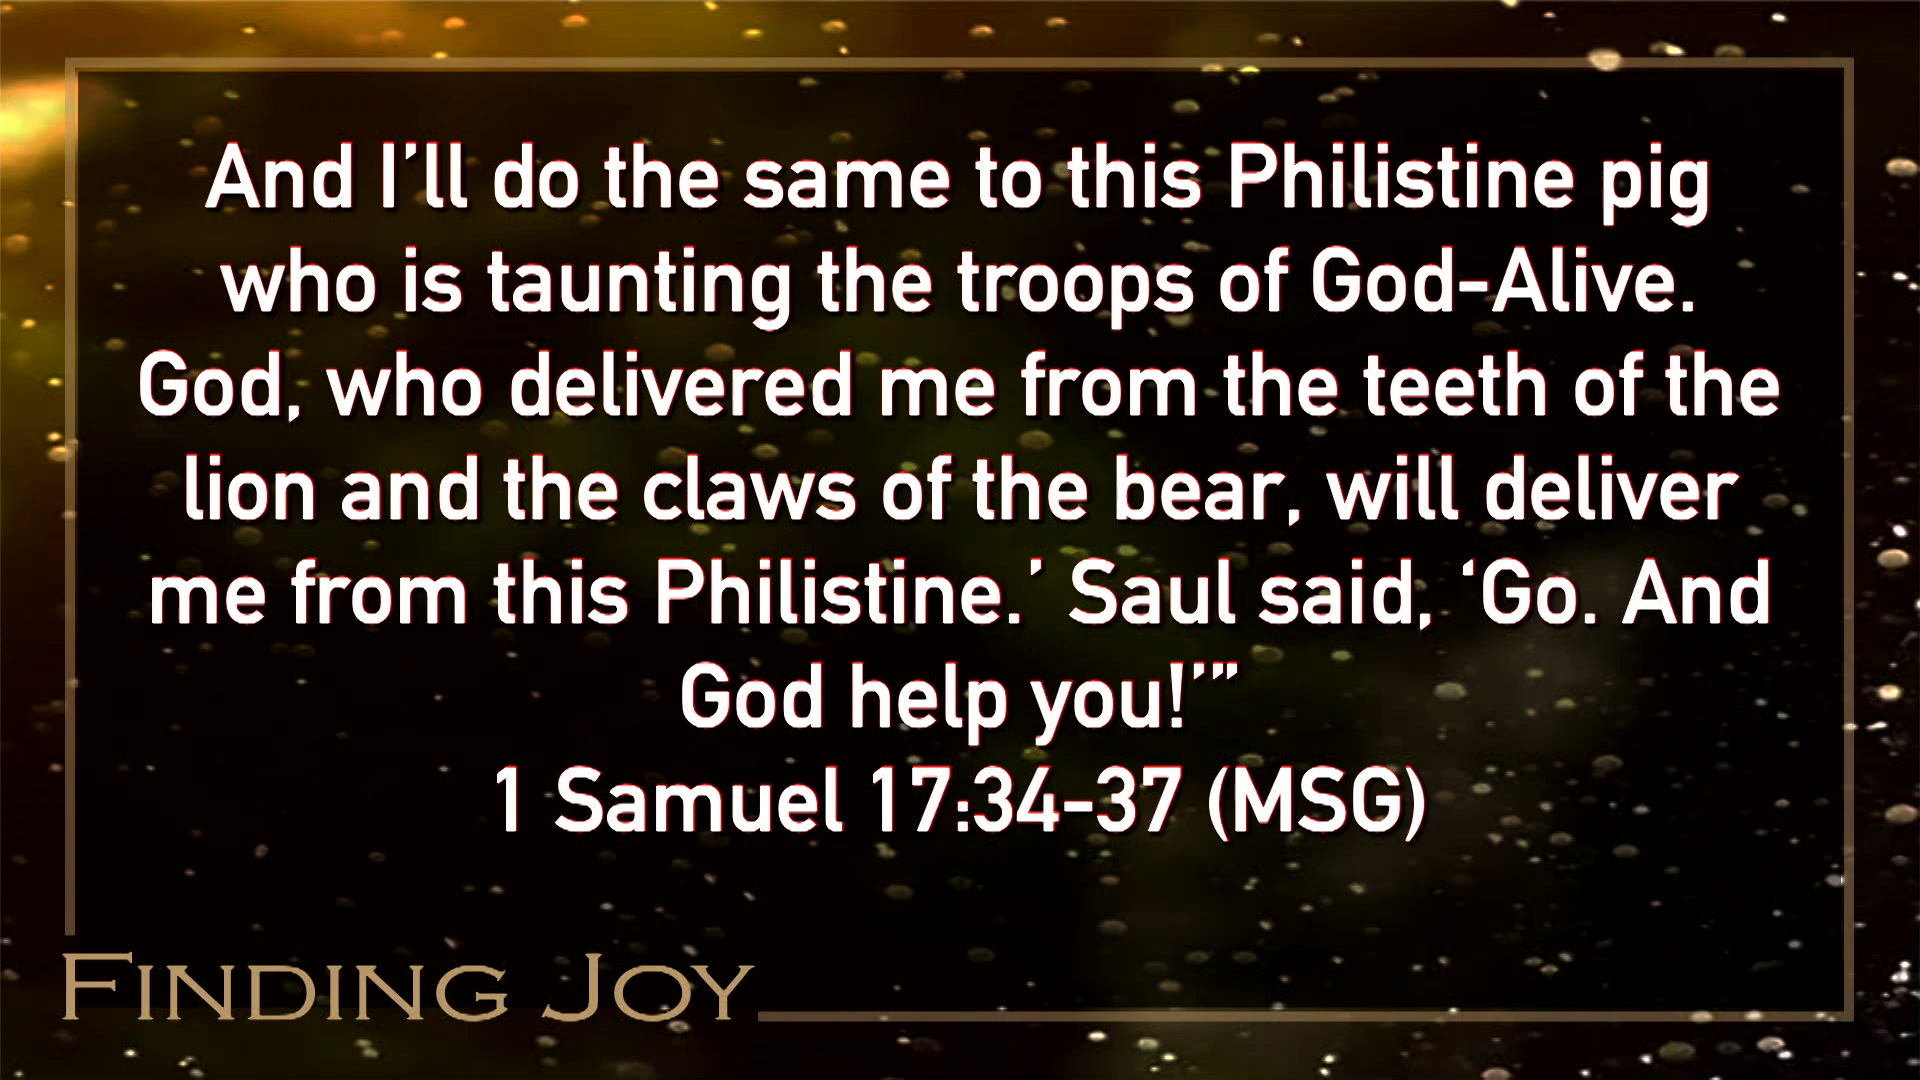 And I’ll do the same to this Philistine pig
who is taunting the troops of God-Alive.
God, who delivered me from the teeth of the
lion and the claws of the bear, will deliver
me from this Philistine.’ Saul said, ‘Go. And
God help you!’”
1 Samuel 17:34-37 (MSG)
Finding Joy